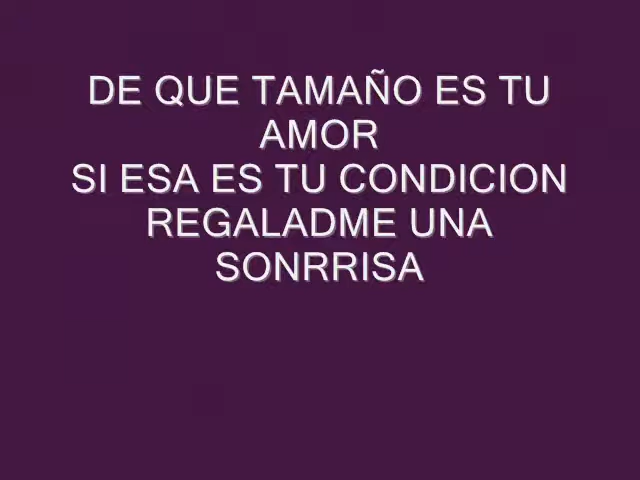 DE QUE TAMAÑO ES TU
AMOR
SI ESA ES TU CONDICION
REGALADME UNA
SONRRISA